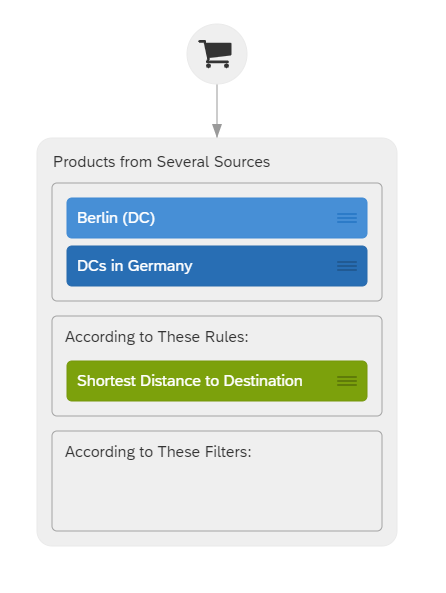 Products from Several Sources
Berlin (DC)
DCs in Germany
According to These Rules:
Shortest Distance to Destination
According to These Filters: